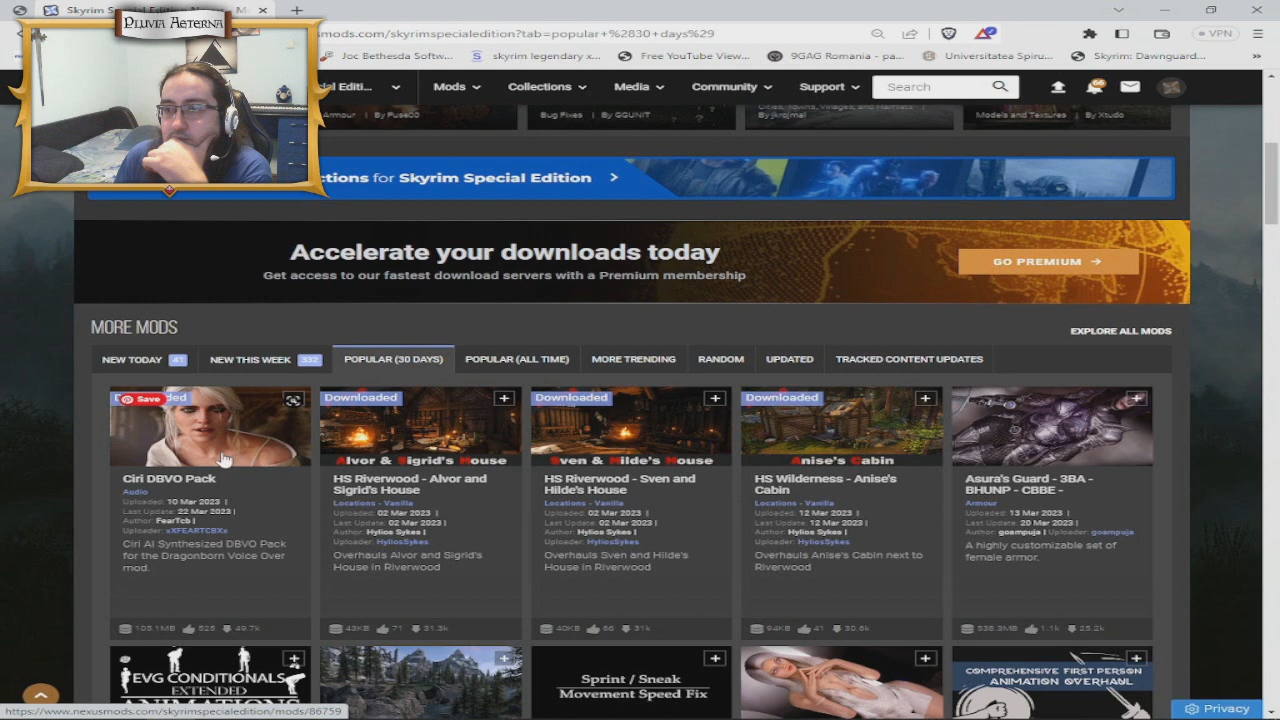 Skyrim Special Edition
PLUVIA AETERNA
smods.com/skyrimspecialedition?tab=popular+%2830+days%29
VPN
Joc Bethesda Softw...
skyrim legendary x...
Free YouTube View...
9GAG Romania - pa...
Universitatea Spiru...
Skyrim: Dawnguard...
ial Editi...
Mods
Collections
Media
Community
Support
Search
Armour | By Fuse00
Bug Fixes | By GGUNIT
Cities, Towns, Villages, and Hamlets
By jkrojmal
Models and Textures | By Xtudo
ctions for Skyrim Special Edition
Accelerate your downloads today
Get access to our fastest download servers with a Premium membership
GO PREMIUM
MORE MODS
EXPLORE ALL MODS
NEW TODAY 41
NEW THIS WEEK 332
POPULAR (30 DAYS)
POPULAR (ALL TIME)
MORE TRENDING
RANDOM
UPDATED
TRACKED CONTENT UPDATES
Save
Ciri DBVO Pack
Audio
Uploaded: 10 Mar 2023 |
Last Update: 22 Mar 2023 |
Author: FearTcb |
Uploader: xXFEARTCBXx
Ciri AI Synthesized DBVO Pack
for the Dragonborn Voice Over
mod.
105.1MB 525 49.7k
Downloaded
Alvor & Sigrid's House
HS Riverwood - Alvor and
Sigrid's House
Locations - Vanilla
Uploaded: 02 Mar 2023 |
Last Update: 02 Mar 2023 |
Author: Hylios Sykes |
Uploader: HyliosSykes
Overhauls Alvor and Sigrid's
House in Riverwood
43KB 71 31.3k
Downloaded
Sven & Hilde's House
HS Riverwood - Sven and
Hilde's House
Locations - Vanilla
Uploaded: 02 Mar 2023 |
Last Update: 02 Mar 2023 |
Author: Hylios Sykes |
Uploader: HyliosSykes
Overhauls Sven and Hilde's
House in Riverwood
40KB 66 31k
Downloaded
Anise's Cabin
HS Wilderness - Anise's
Cabin
Locations - Vanilla
Uploaded: 12 Mar 2023 |
Last Update: 12 Mar 2023 |
Author: Hylios Sykes |
Uploader: HyliosSykes
Overhauls Anise's Cabin next to
Riverwood
94KB 41 30.6k
Asura's Guard - 3BA -
BHUNP - CBBE -
Armour
Uploaded: 13 Mar 2023 |
Last Update: 20 Mar 2023 |
Author: goampuja | Uploader: goampuja
A highly customizable set of
female armor.
538.3MB 1.1k 25.2k
EVG CONDITIONALS
EXTENDED
ANIMATIONS
Sprint / Sneak
Movement Speed Fix
COMPREHENSIVE FIRST PERSON
ANIMATION OVERHAUL
https://www.nexusmods.com/skyrimspecialedition/mods/86759
Privacy